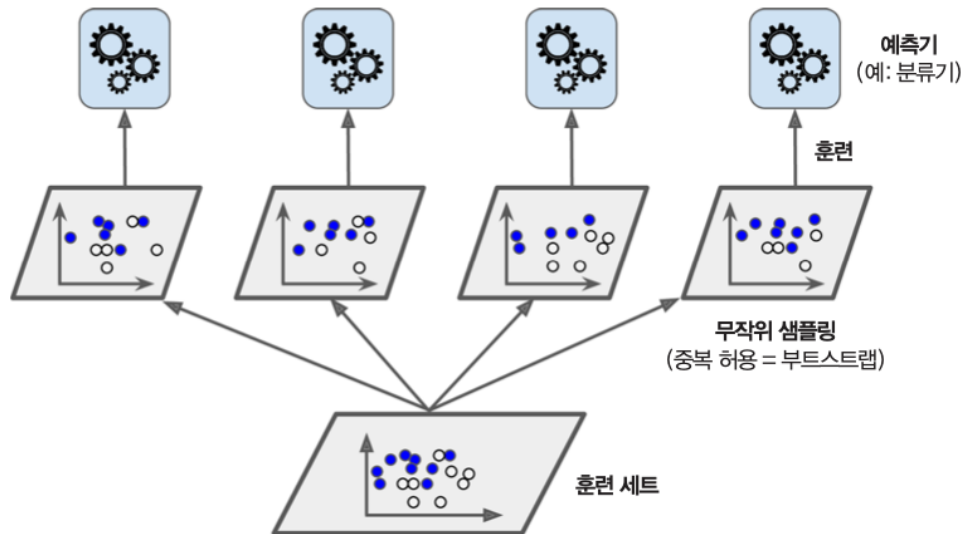 예측기
(예: 분류기)
훈련
무작위 샘플링
(중복 허용 = 부트스트랩)
훈련 세트